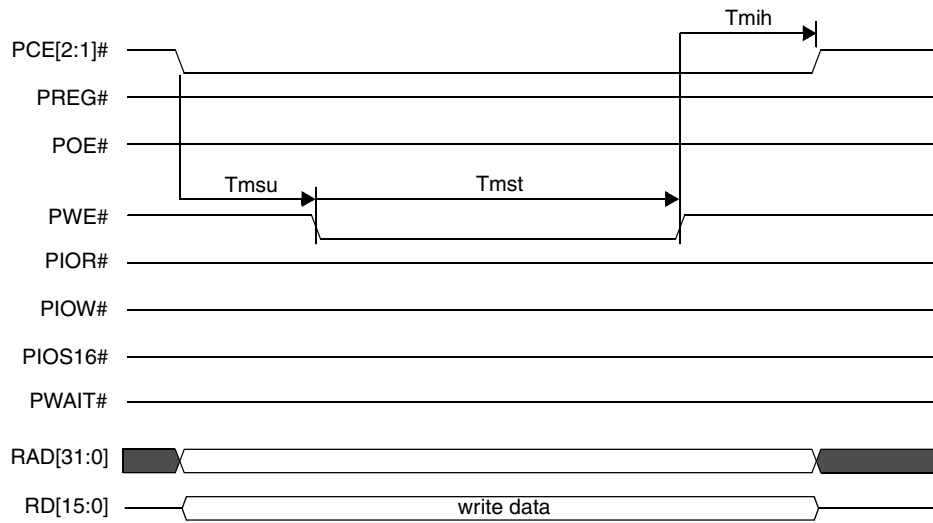 Tmih
PCE[2:1]#
PREG#
POE#
Tmsu
Tmst
PWE#
PIOR#
PIOW#
PIOS16#
PWAIT#
RAD[31:0]
RD[15:0]
write data